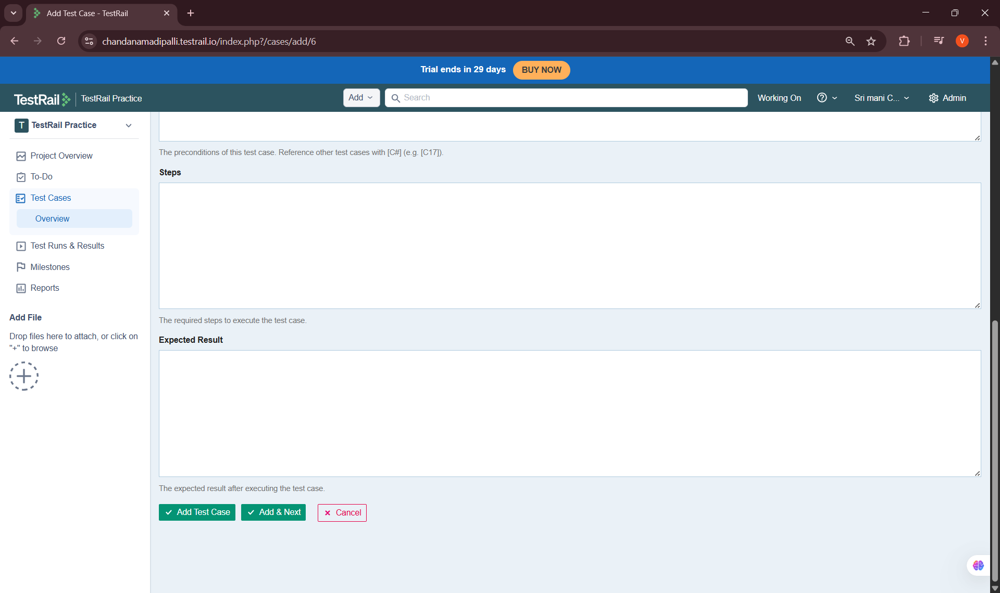 Add Test Case - TestRail
chandanamadipalli.testrail.io/index.php?/cases/add/6
V
Trial ends in 29 days
BUY NOW
TestRail
TestRail Practice
Add
Search
Working On
Sri mani C...
Admin
T
TestRail Practice
Project Overview
To-Do
Test Cases
Overview
Test Runs & Results
Milestones
Reports
Add File
Drop files here to attach, or click on
"+" to browse
The preconditions of this test case. Reference other test cases with [C#] (e.g. [C17]).
Steps
The required steps to execute the test case.
Expected Result
The expected result after executing the test case.
Add Test Case
Add & Next
Cancel